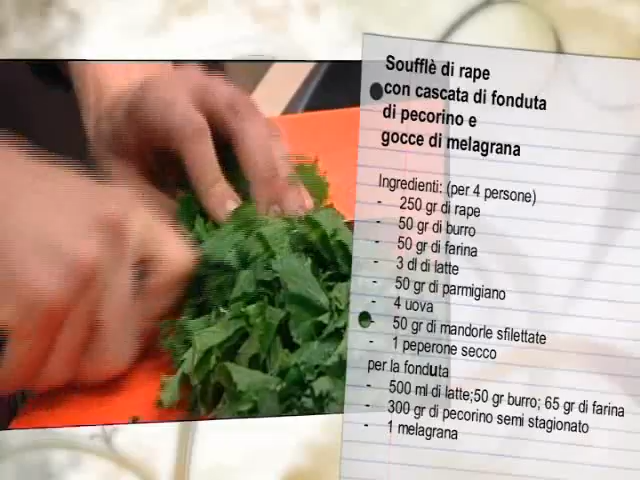 Soufflè di rape
con cascata di fonduta
di pecorino e
gocce di melagrana
Ingredienti: (per 4 persone)
- 250 gr di rape
- 50 gr di burro
- 50 gr di farina
- 3 dl di latte
- 50 gr di parmigiano
- 4 uova
- 50 gr di mandorle sfilettate
- 1 peperone secco
per la fonduta
- 500 ml di latte;50 gr burro; 65 gr di farina
- 300 gr di pecorino semi stagionato
- 1 melagrana